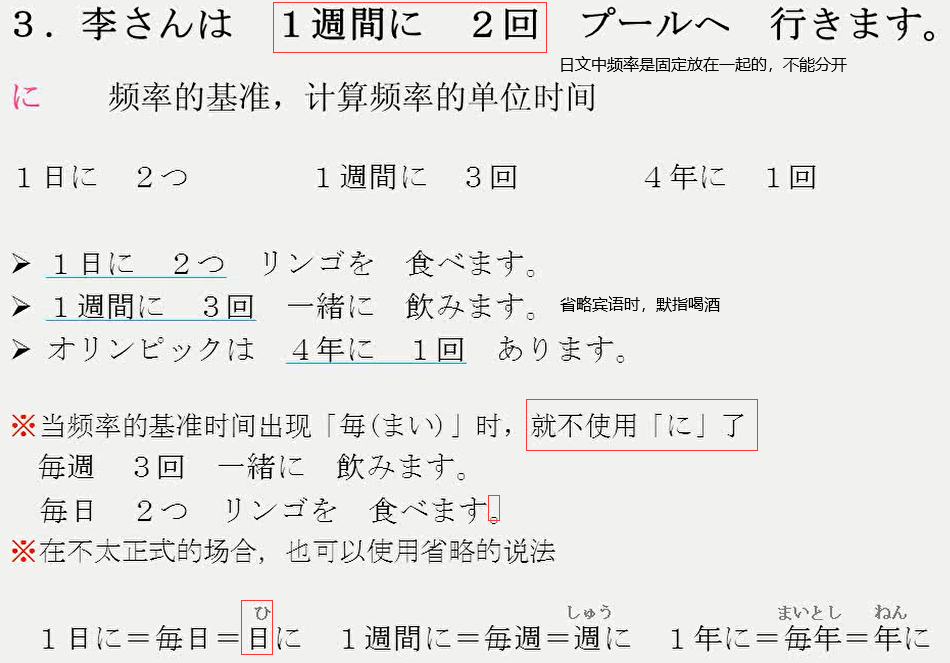 ３．李さんは　１週間に　２回　プールへ　行きます。
日文中频率是固定放在一起的，不能分开
に　　频率的基准，计算频率的单位时间
１日に　２つ　　　　１週間に　３回　　　　４年に　１回
➢ １日に　２つ　リンゴを　食べます。
➢ １週間に　３回　一緒に　飲みます。 省略宾语时，默指喝酒
➢ オリンピックは　４年に　１回　あります。
※当频率的基准时间出现「毎(まい)」时，就不使用「に」了
毎週　３回　一緒に　飲みます。
毎日　２つ　リンゴを　食べます。
※在不太正式的场合，也可以使用省略的说法
ひ　しゅう　まいとし　ねん
１日に＝毎日＝日に　１週間に＝毎週＝週に　１年に＝毎年＝年に